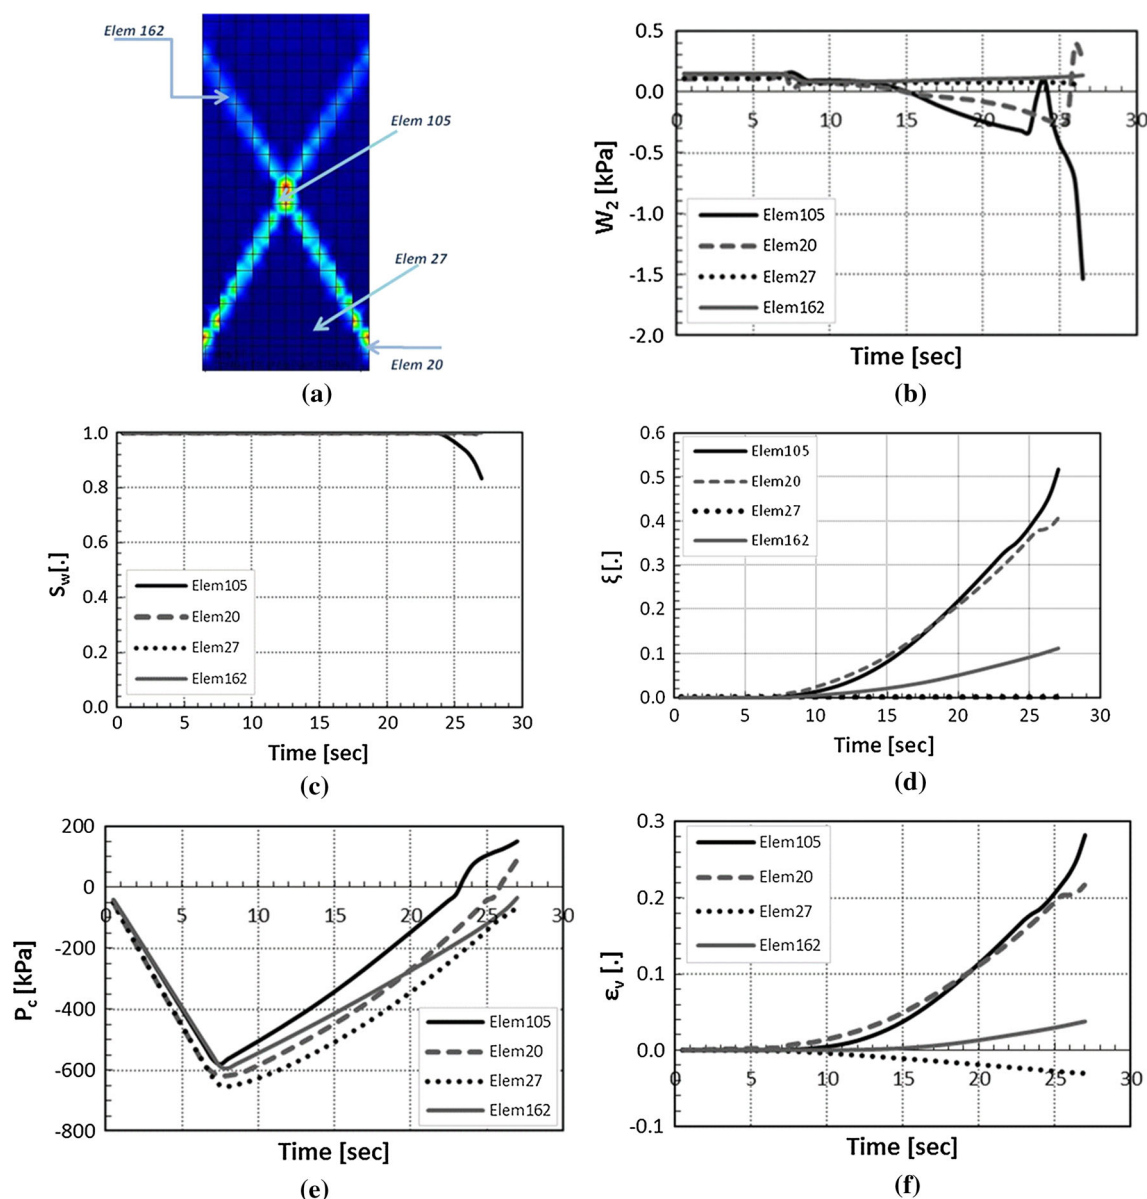 Elem 162
Elem 105
Elem 27
Elem 20
(a)
0.5
0.0
-0.5
-1.0
-1.5
-2.0
0 5 10 15 20 25 30
W2 [kPa]
Elem105
Elem20
Elem27
Elem162
Time [sec]
(b)
1.0
0.8
0.6
0.4
0.2
0.0
0 5 10 15 20 25 30
Sw[.]
Elem105
Elem20
Elem27
Elem162
Time [sec]
(c)
0.6
0.5
0.4
0.3
0.2
0.1
0.0
0 5 10 15 20 25 30
ξ[.]
Elem105
Elem20
Elem27
Elem162
Time [sec]
(d)
200
0
-200
-400
-600
-800
0 5 10 15 20 25 30
Pc [kPa]
Elem105
Elem20
Elem27
Elem162
Time [sec]
(e)
0.3
0.2
0.1
0.0
-0.1
0 5 10 15 20 25 30
εv [.]
Elem105
Elem20
Elem27
Elem162
Time [sec]
(f)